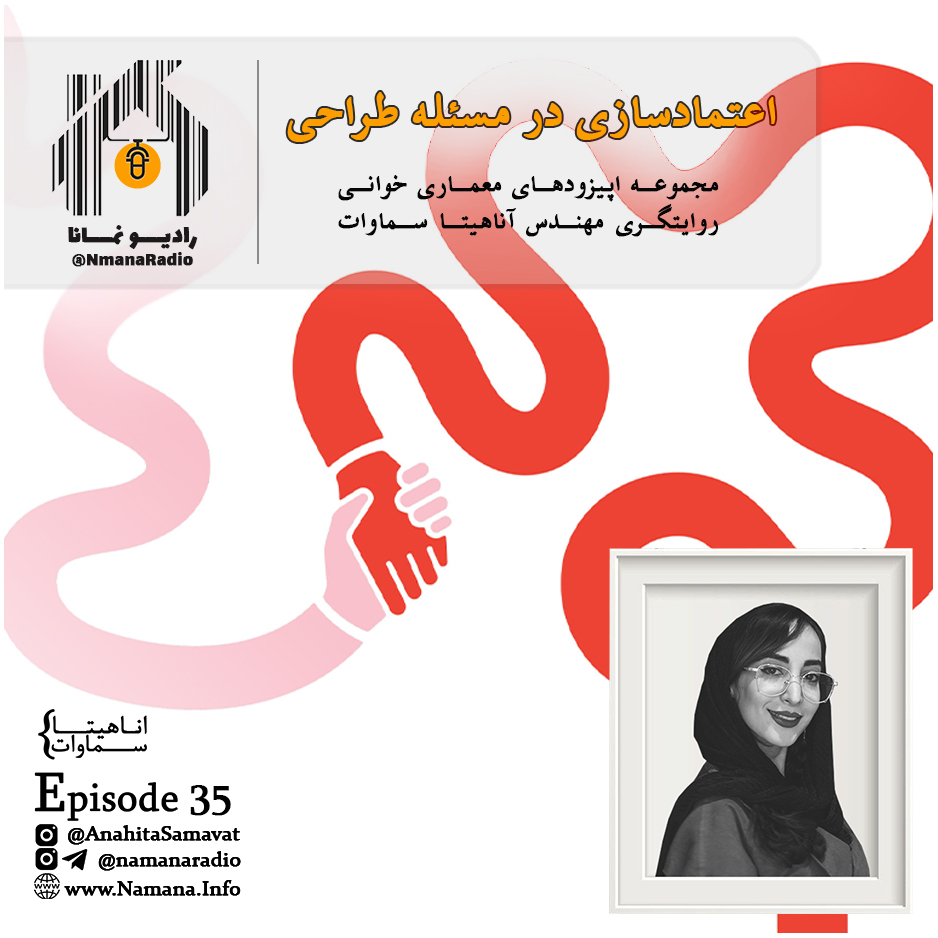 اعتمادسازی در مسئله طراحی
مجموعه اپیزودهای معماری خوانی
روایتگری مهندس آناهیتا سماوات
رادیو نمانا
@NmanaRadio
اناهیتا
سماوات
Episode 35
@AnahitaSamavat
@namanaradio
www.Namana.Info